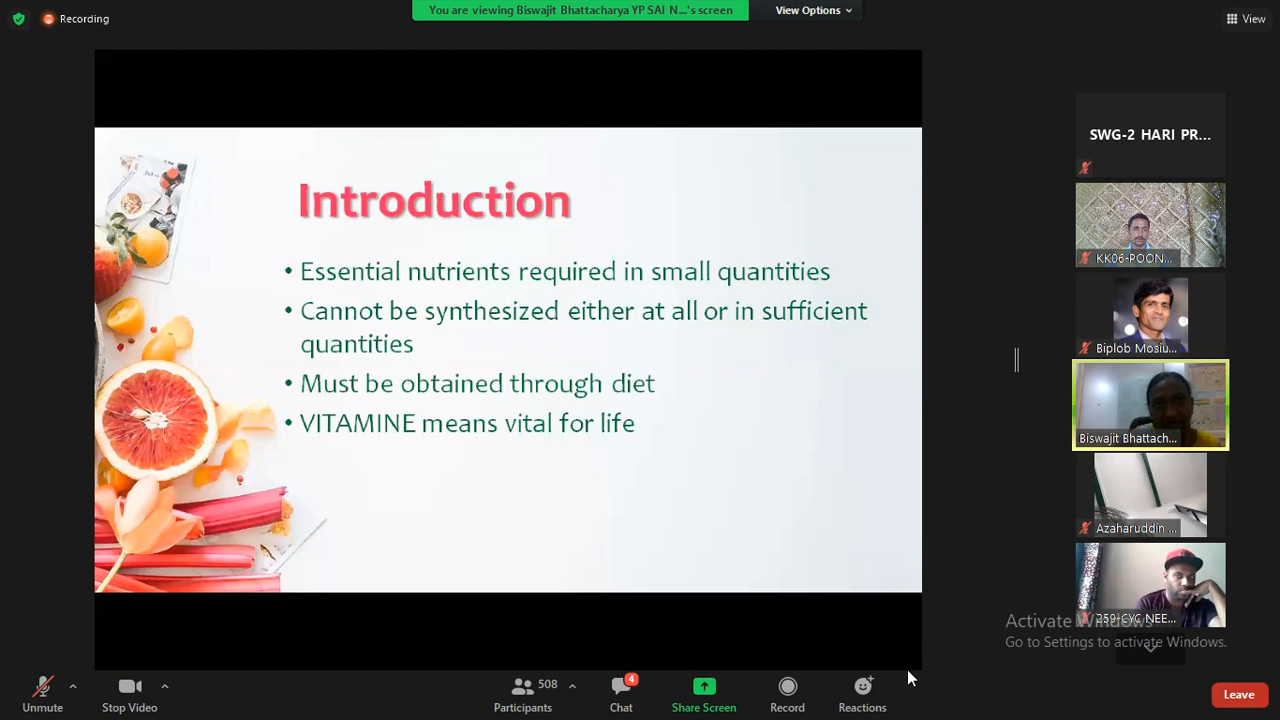 Recording
You are viewing Biswajit Bhattacharya YP SAI N...'s screen
View Options
View
Introduction
• Essential nutrients required in small quantities
• Cannot be synthesized either at all or in sufficient
quantities
• Must be obtained through diet
• VITAMINE means vital for life
SWG-2 HARI PR...
KK06-POON...
Biplob Mosiu...
Biswajit Bhattach...
Azaharuddin ...
259-CYC NEE...
Activate Windows
Go to Settings to activate Windows.
Unmute
Stop Video
508
Participants
4
Chat
Share Screen
Record
Reactions
Leave